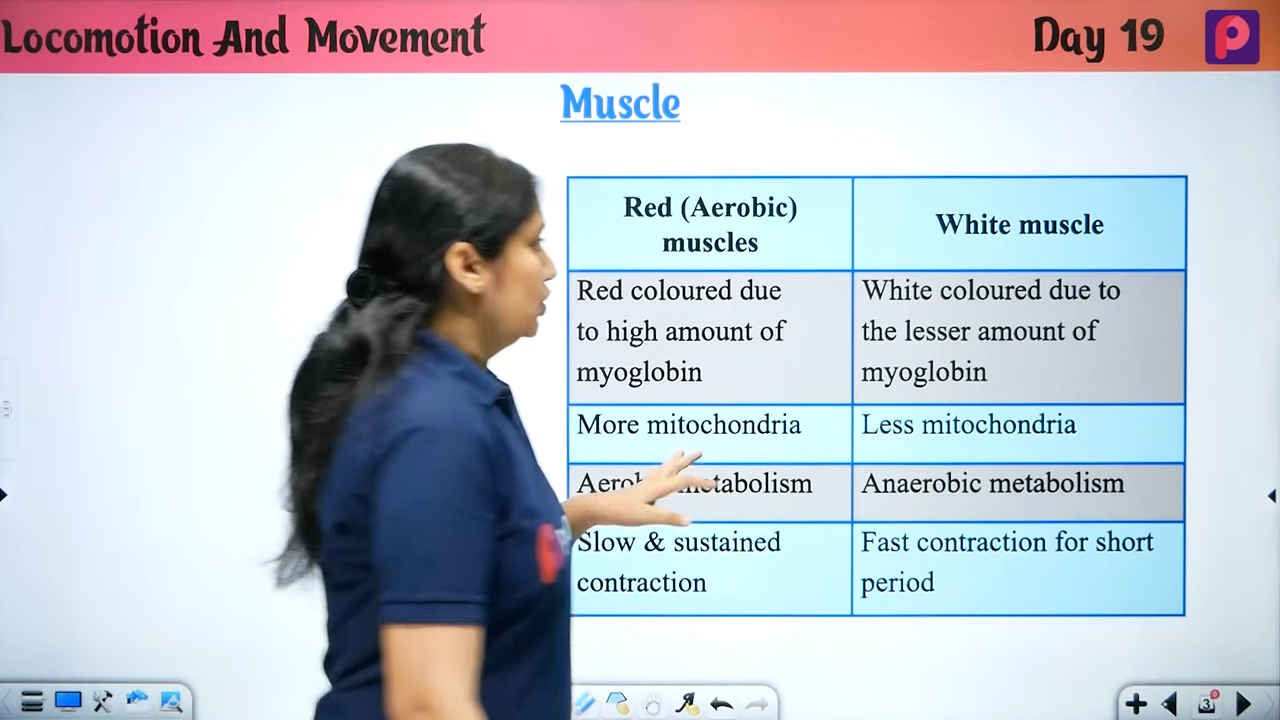 Locomotion And Movement
Day 19
Muscle
Red (Aerobic)
muscles
White muscle
Red coloured due
to high amount of
myoglobin
White coloured due to
the lesser amount of
myoglobin
More mitochondria
Less mitochondria
Anaerobic metabolism
Slow & sustained
contraction
Fast contraction for short
period